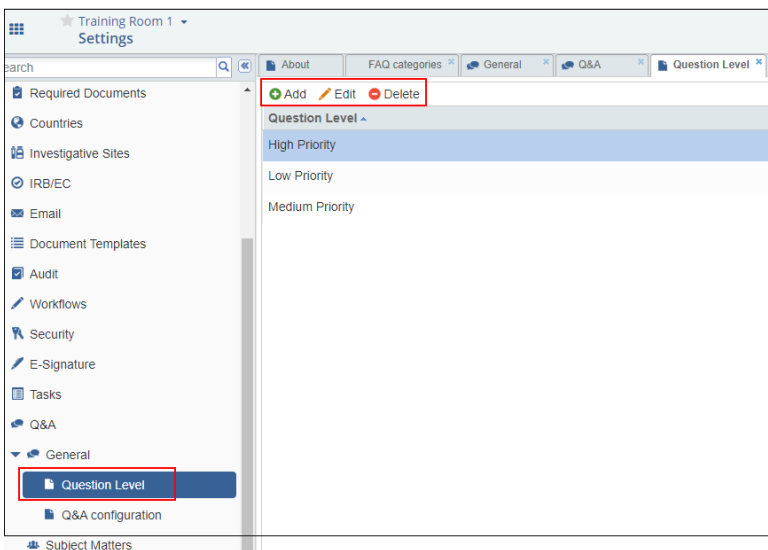 Training Room 1
Settings
earch
About
FAQ categories
General
Q&A
Question Level
Required Documents
Add Edit Delete
Countries
Question Level
Investigative Sites
High Priority
IRB/EC
Low Priority
Email
Medium Priority
Document Templates
Audit
Workflows
Security
E-Signature
Tasks
Q&A
General
Question Level
Q&A configuration
Subject Matters